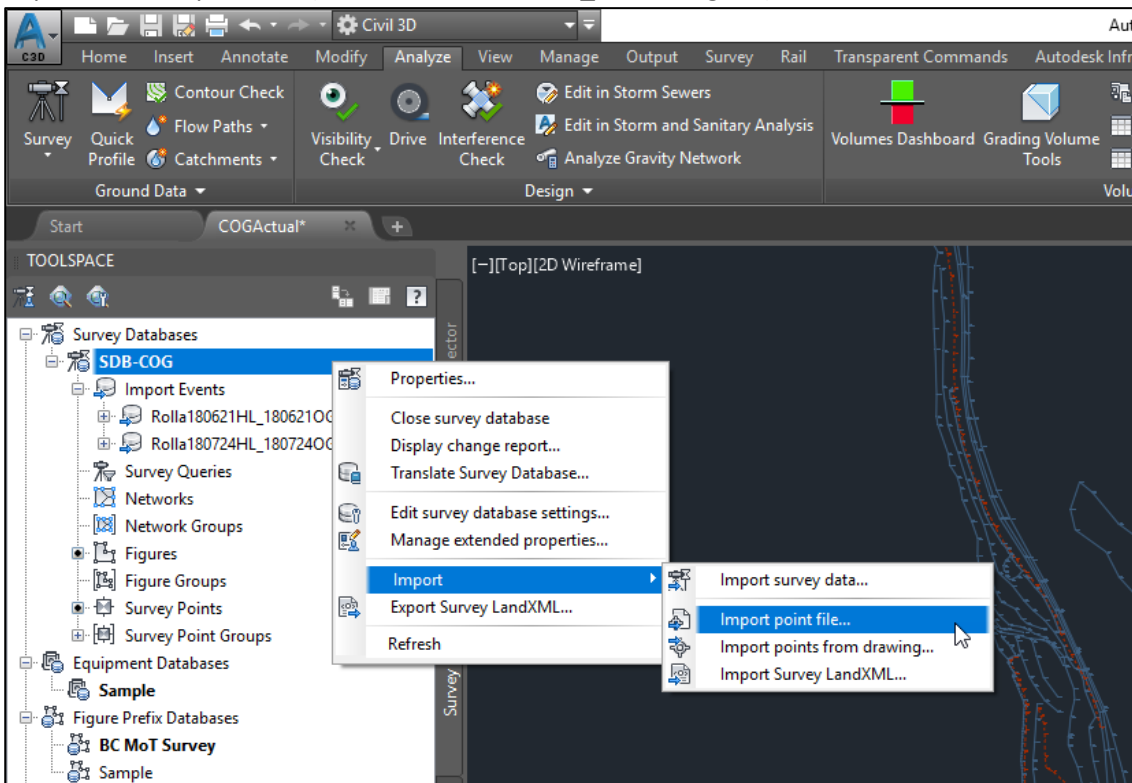 Civil 3D
Aut
C3D
Home Insert Annotate Modify Analyze View Manage Output Survey Rail Transparent Commands Autodesk Infr
Survey
Quick Profile
Contour Check
Flow Paths
Catchments
Visibility Check
Drive
Interference Check
Edit in Storm Sewers
Edit in Storm and Sanitary Analysis
Analyze Gravity Network
Volumes Dashboard
Grading Volume Tools
Ground Data
Design
Volu
Start
COGActual*
TOOLSPACE
[−][Top][2D Wireframe]
Survey Databases
SDB-COG
Import Events
Rolla180621HL_180621OG
Rolla180724HL_180724OG
Survey Queries
Networks
Network Groups
Figures
Figure Groups
Survey Points
Survey Point Groups
Equipment Databases
Sample
Figure Prefix Databases
BC MoT Survey
Sample
ector
Survey
Properties...
Close survey database
Display change report...
Translate Survey Database...
Edit survey database settings...
Manage extended properties...
Import
Export Survey LandXML...
Refresh
Import survey data...
Import point file...
Import points from drawing...
Import Survey LandXML...